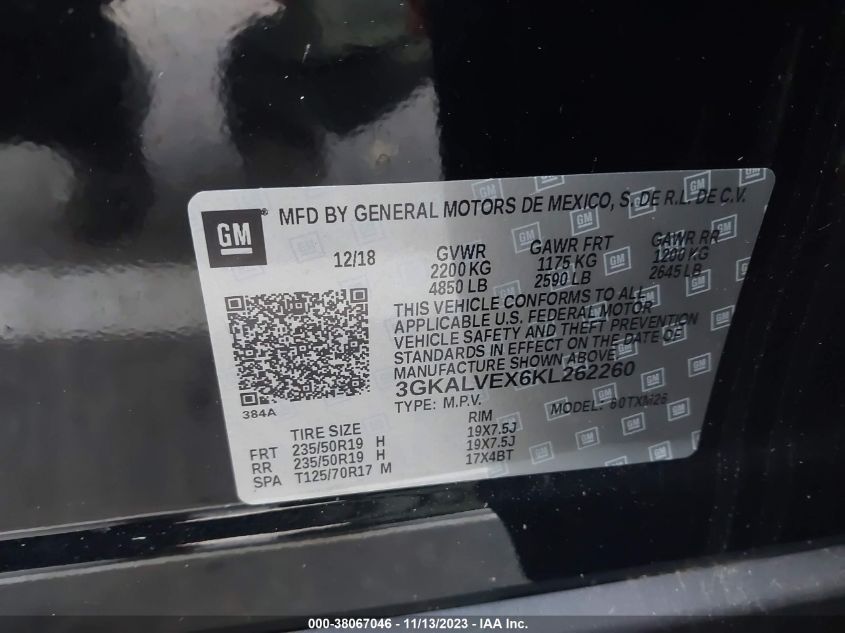 GM
MFD BY GENERAL MOTORS DE MEXICO, S. DE R.L. DE C.V.
12/18 GVWR GAWR FRT GAWR RR
2200 KG 1175 KG 1200 KG
4850 LB 2590 LB 2645 LB
THIS VEHICLE CONFORMS TO ALL
APPLICABLE U.S. FEDERAL MOTOR
VEHICLE SAFETY AND THEFT PREVENTION
STANDARDS IN EFFECT ON THE DATE OF
MANUFACTURE SHOWN ABOVE.
3GKALVEX6KL262260
TYPE: M.P.V. MODEL:
384A
TIRE SIZE RIM
FRT 235/50R19 H 19X7.5J
RR 235/50R19 H 19X7.5J
SPA T125/70R17 M 17X4BT
000-38067046 - 11/13/2023 - IAA Inc.